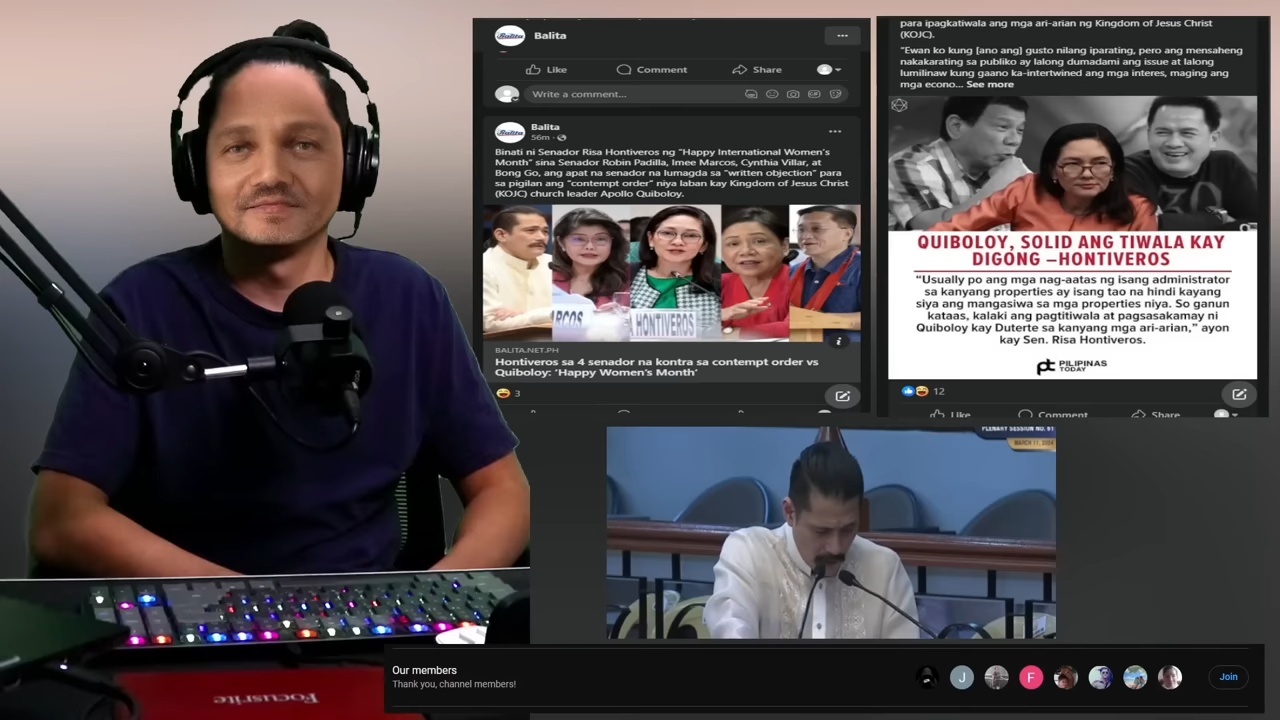 Balita
Balita
Like
Comment
Share
Write a comment...
GIF
Balita
Balita
56m
Binati ni Senador Risa Hontiveros ng "Happy International Women's
Month" sina Senador Robin Padilla, Imee Marcos, Cynthia Villar, at
Bong Go, ang apat na senador na lumagda sa "written objection" para
sa pigilan ang "contempt order" niya laban kay Kingdom of Jesus Christ
(KOJC) church leader Apollo Quiboloy.
ARCOS
A HONTIVEROS
BALITA.NET.PH
Hontiveros sa 4 senador na kontra sa contempt order vs
Quiboloy: 'Happy Women's Month'
3
para ipagkatiwala ang mga ari-arian ng Kingdom of Jesus Christ
(KOJC).
"Ewan ko kung [ano ang] gusto nilang iparating, pero ang mensaheng
nakakarating sa publiko ay lalong dumadami ang issue at lalong
lumilinaw kung gaano ka-intertwined ang mga interes, maging ang
mga econo... See more
QUIBOLOY, SOLID ANG TIWALA KAY
DIGONG –HONTIVEROS
"Usually po ang mga nag-aatas ng isang administrator
sa kanyang properties ay isang tao na hindi kayang
siya ang mangasiwa sa mga properties niya. So ganun
kataas, kalaki ang pagtitiwala at pagsasakamay ni
Quiboloy kay Duterte sa kanyang mga ari-arian," ayon
kay Sen. Risa Hontiveros.
pt PILIPINAS
TODAY
12
Like
Comment
Share
PLENARY SESSION NO. 61
MARCH 11, 2024
Our members
Thank you, channel members!
J
F
Join
Focusrite